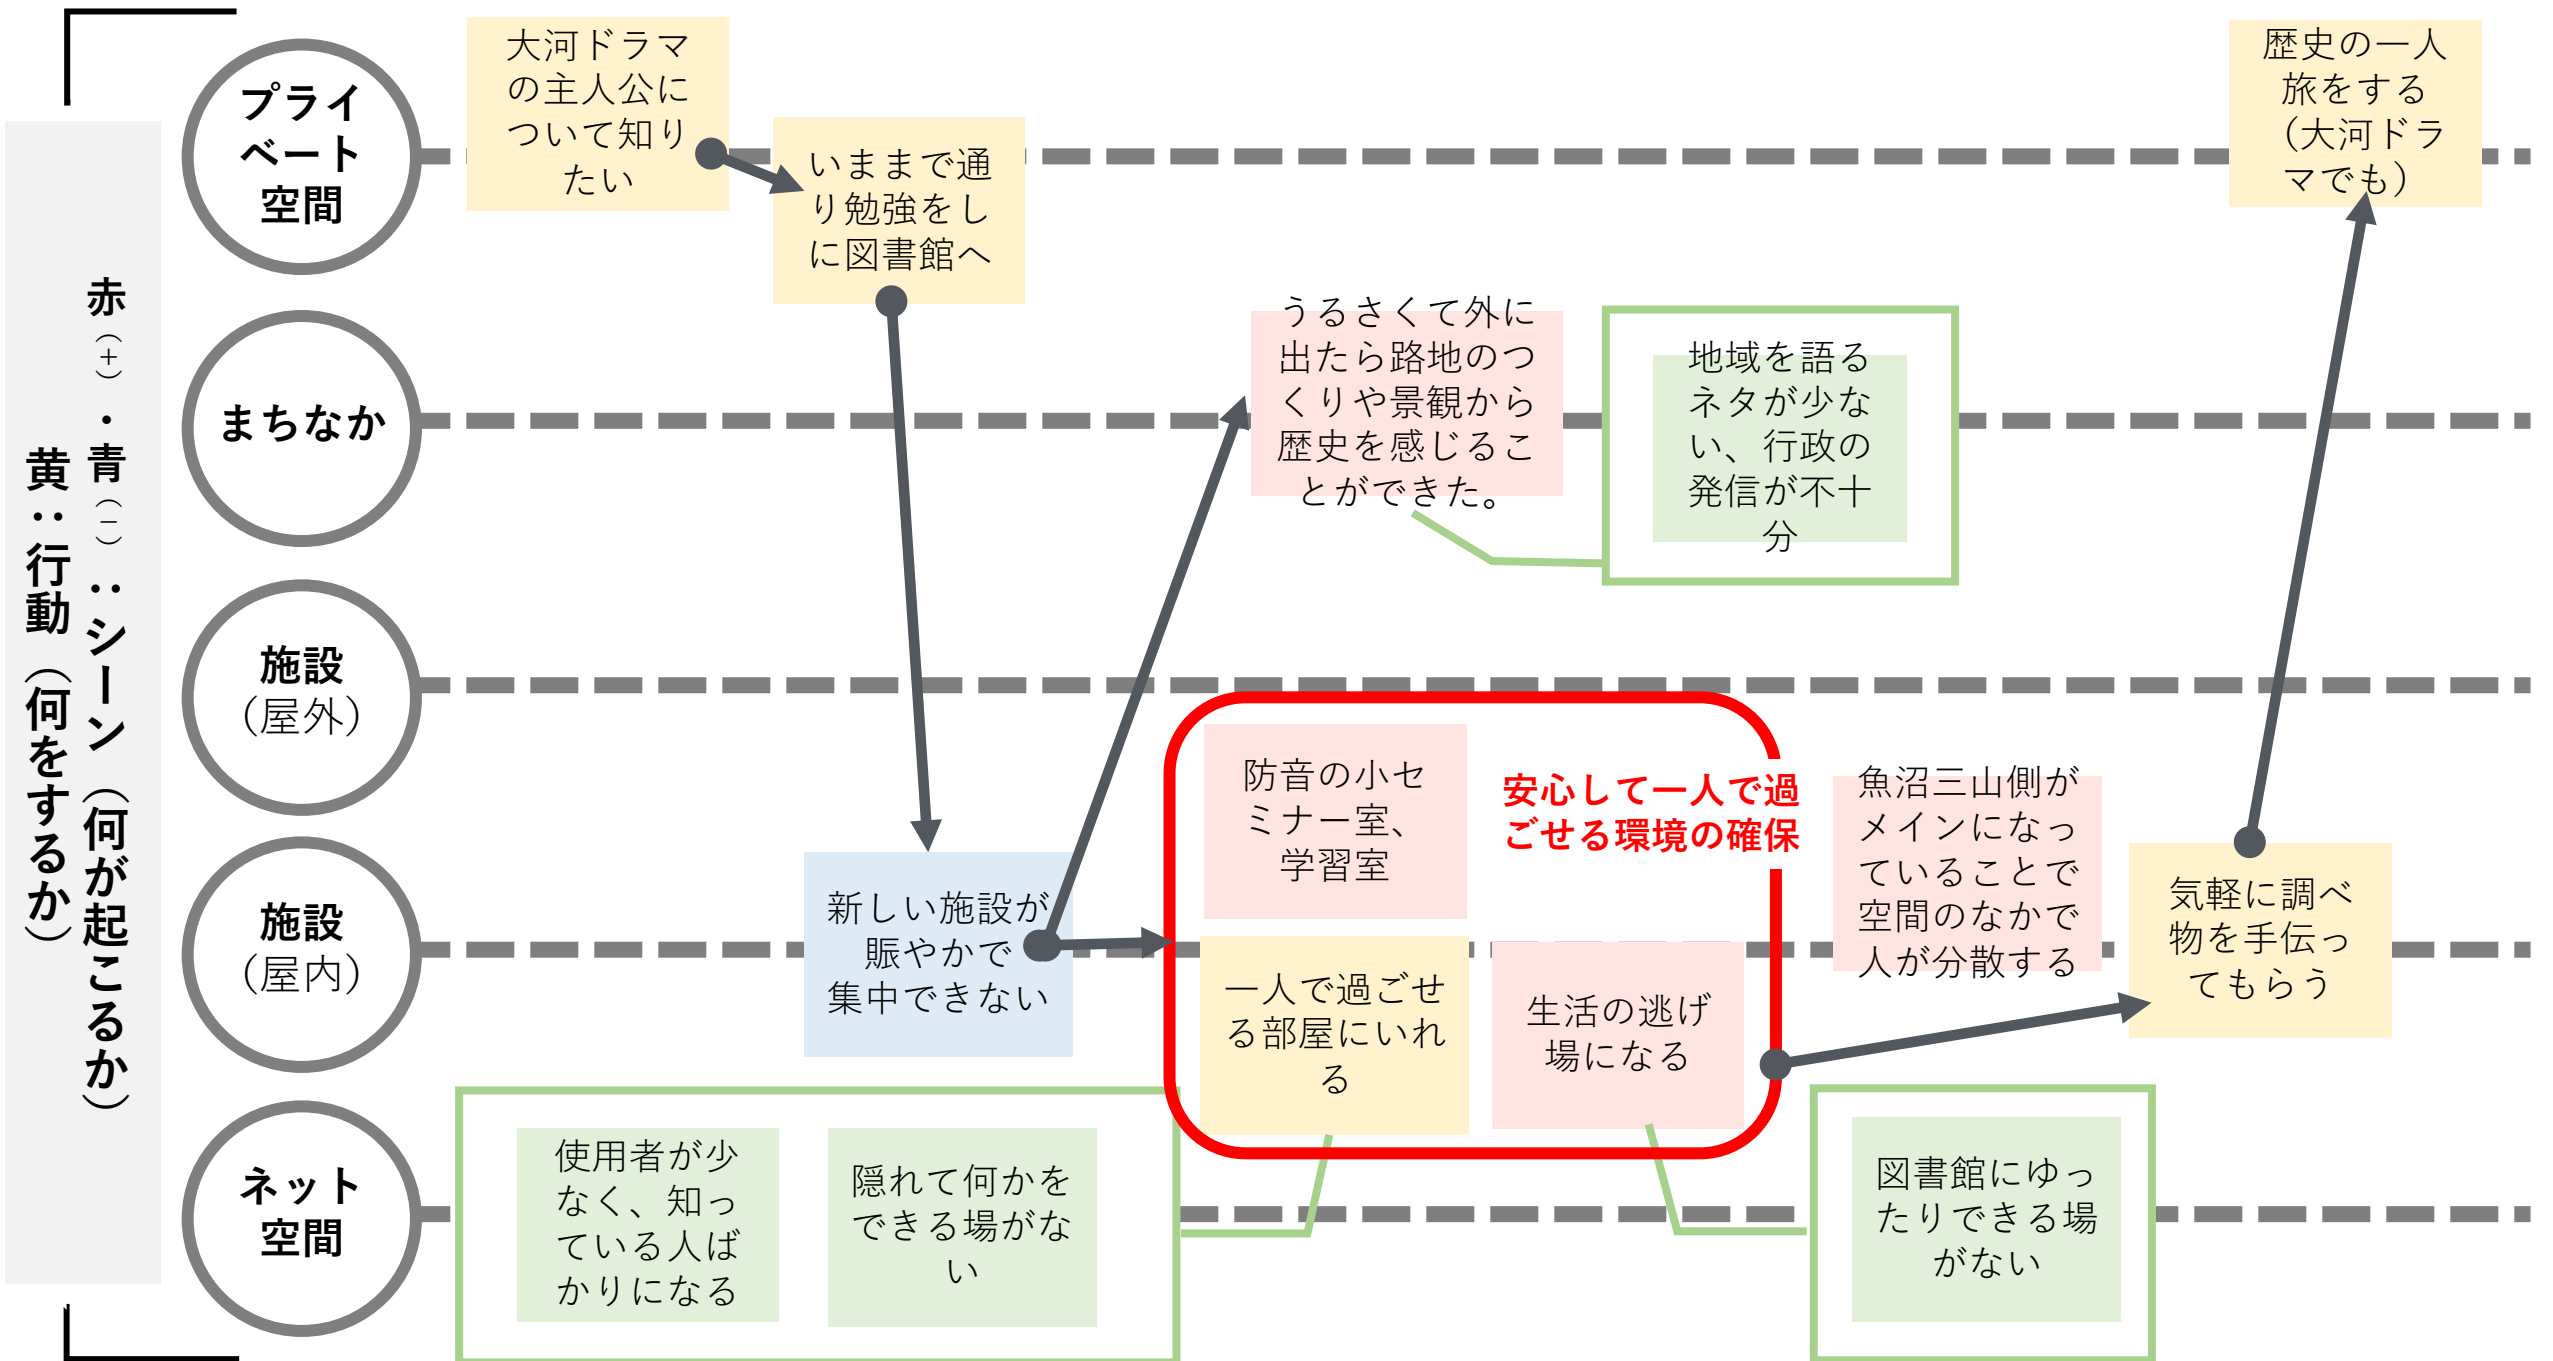 赤(+)・青(-):シーン(何が起こるか)
黄:行動(何をするか)
プライ
ベート
空間
大河ドラマ
の主人公に
ついて知り
たい
いままで通
り勉強をし
に図書館へ
歴史の一人
旅をする
(大河ドラ
マでも)
まちなか
うるさくて外に
出たら路地のつ
くりや景観から
歴史を感じるこ
とができた。
地域を語る
ネタが少な
い、行政の
発信が不十
分
施設
(屋外)
施設
(屋内)
新しい施設が
賑やかで
集中できない
防音の小セ
ミナー室、
学習室
安心して一人で過
ごせる環境の確保
一人で過ごせ
る部屋にいれ
る
生活の逃げ
場になる
魚沼三山側が
メインになっ
ていることで
空間のなかで
人が分散する
気軽に調べ
物を手伝っ
てもらう
ネット
空間
使用者が少
なく、知っ
ている人ば
かりになる
隠れて何かを
できる場がな
い
図書館にゆっ
たりできる場
がない